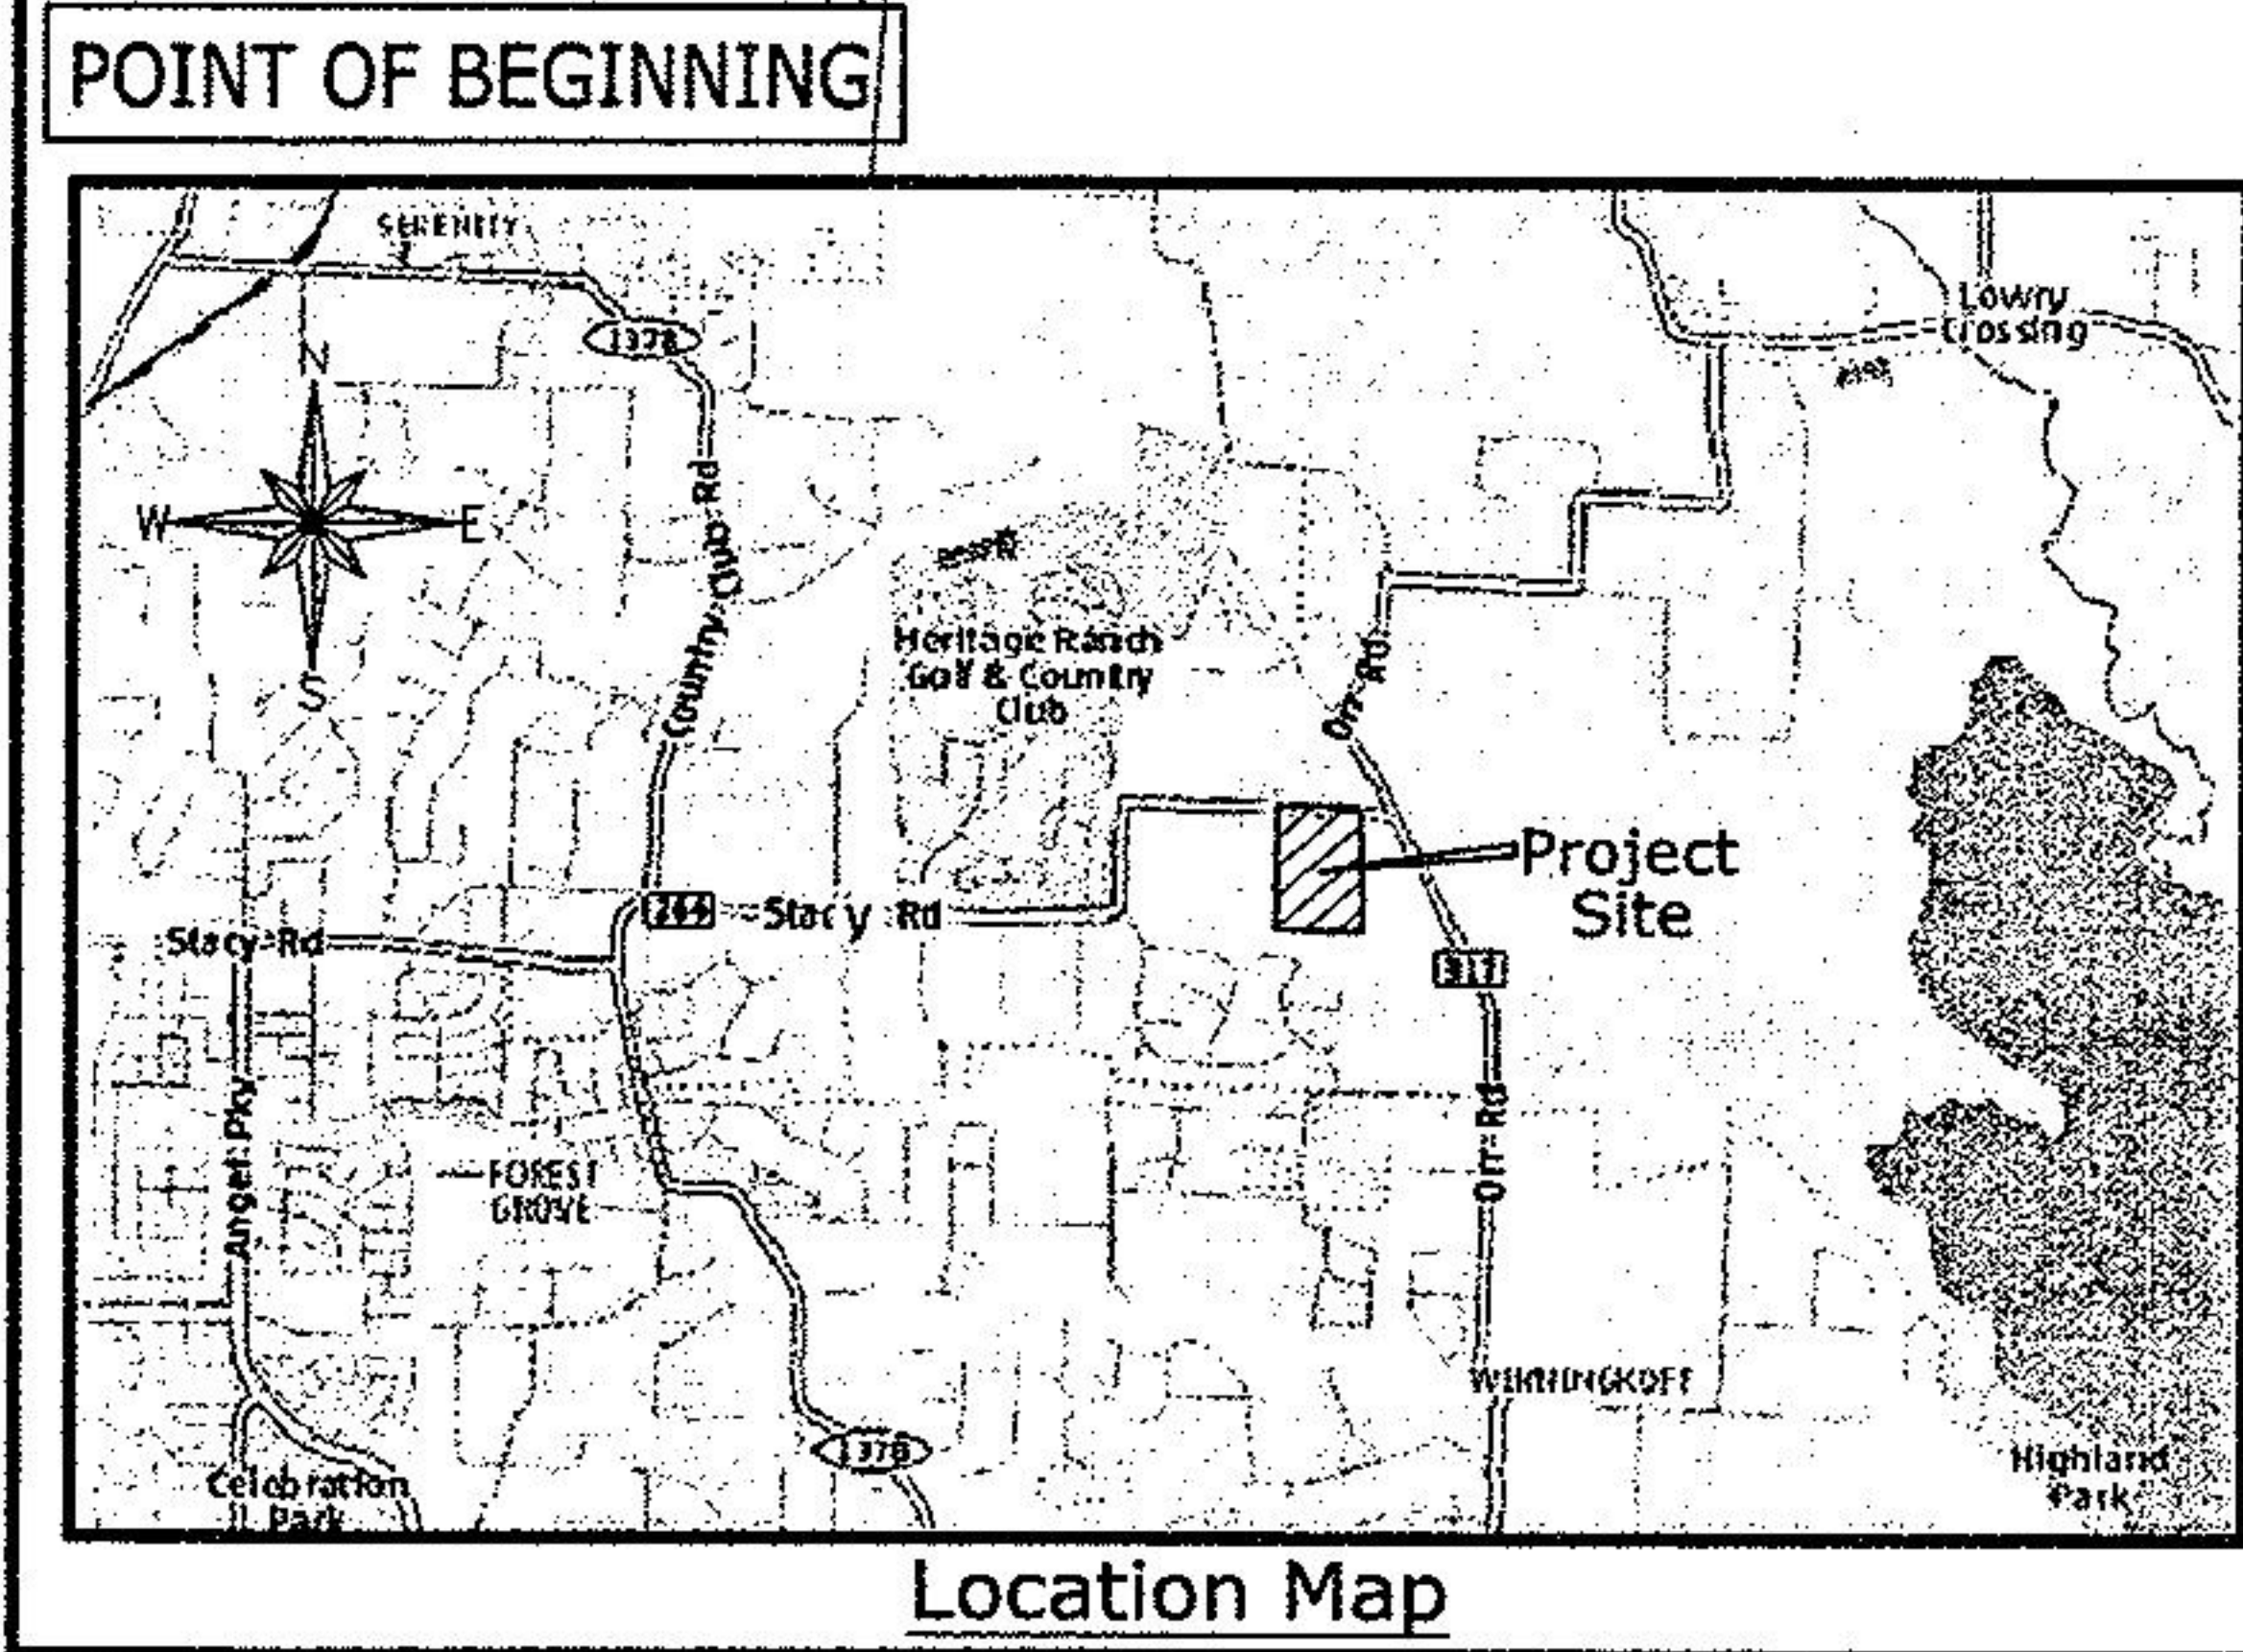 POINT OF BEGINNING
SERENITY
1378
Lowry
Crossing
N
W
E
S
Country Club Rd
Heritage Ranch
Golf & Country
Club
Orr Rd
Project
Site
Stacy Rd
Stacy Rd
317
Angel Pky
Orr Rd
FOREST
GROVE
WINNINGKOFF
1378
Celebration
Park
Highland
Park
Location Map